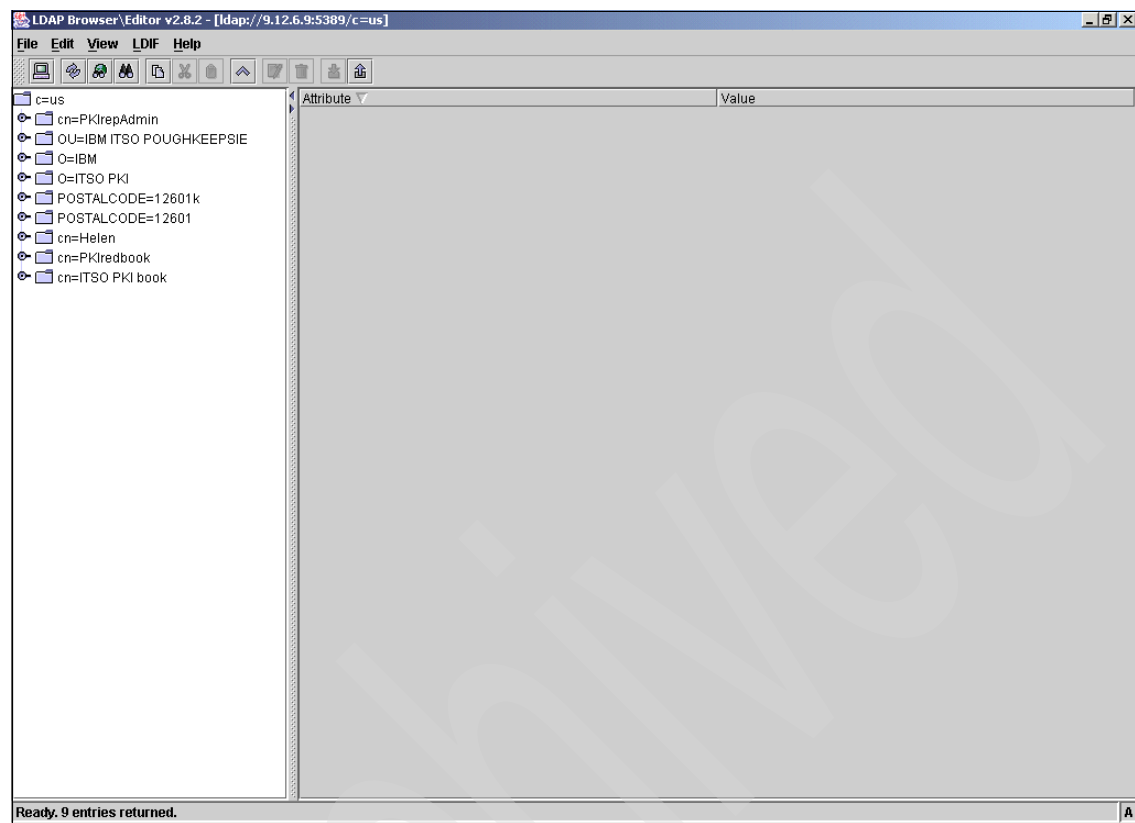 LDAP Browser\Editor v2.8.2 - [ldap://9.12.6.9:5389/c=us]
File Edit View LDIF Help
c=us
cn=PKIrepAdmin
OU=IBM ITSO POUGHKEEPSIE
O=IBM
O=ITSO PKI
POSTALCODE=12601k
POSTALCODE=12601
cn=Helen
cn=PKIredbook
cn=ITSO PKI book
Attribute Value
Ready. 9 entries returned. A